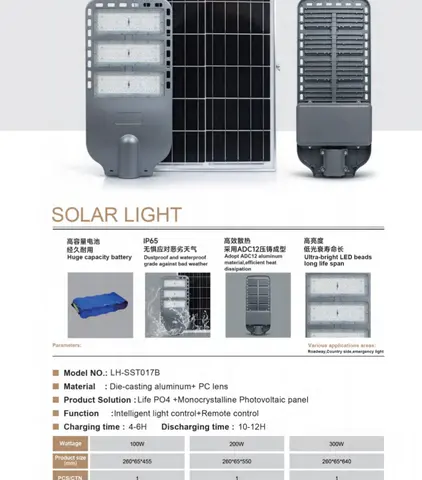 SOLAR LIGHT
高容量电池
经久耐用
Huge capacity battery
IP65
无惧应对恶劣天气
Dustproof and waterproof
grade against bad weather
高效散热
采用ADC12压铸成型
Adopt ADC12 aluminum
material,efficient heat
dissipation
高亮度
低光衰寿命长
Ultra-bright LED beads
long life span
Parameters:
Various applications areas:
Roadway,Country side,emergency light
Model NO.: LH-SST017B
Material : Die-casting aluminum+ PC lens
Product Solution : Life PO4 +Monocrystalline Photovoltaic panel
Function :Intelligent light control+Remote control
Charging time : 4-6H Discharging time : 10-12H
Wattage 100W 200W 300W
Product size (mm) 260*65*455 260*65*550 260*65*640
PCS/CTN 1 1 1